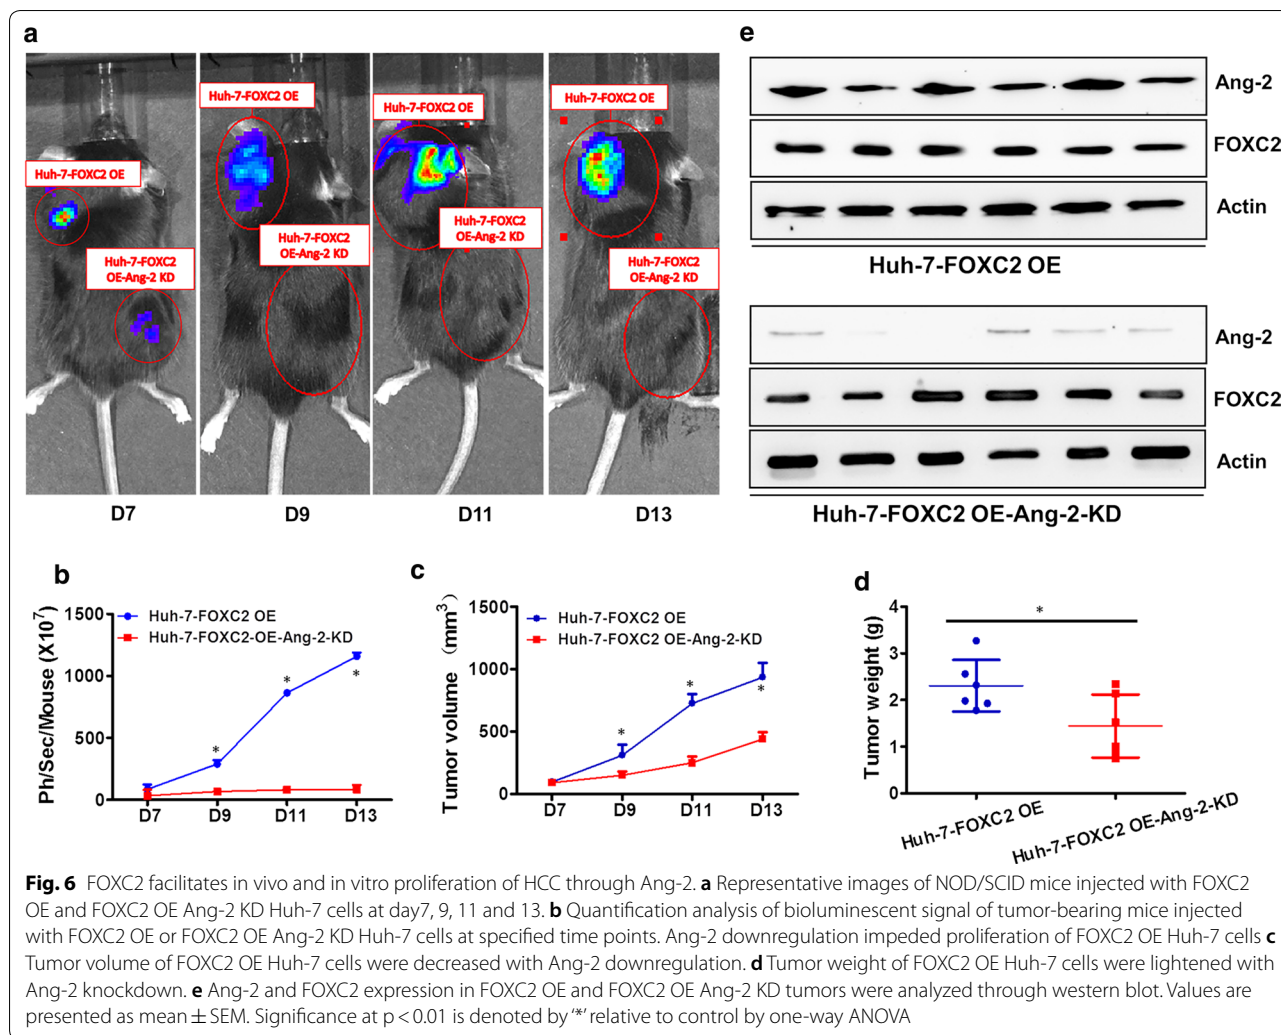 a
Huh-7-FOXC2 OE
Huh-7-FOXC2
OE-Ang-2 KD
D7
Huh-7-FOXC2 OE
Huh-7-FOXC2
OE-Ang-2 KD
D9
Huh-7-FOXC2 OE
Huh-7-FOXC2
OE-Ang-2 KD
D11
Huh-7-FOXC2 OE
Huh-7-FOXC2
OE-Ang-2 KD
D13
e
Ang-2
FOXC2
Actin
Huh-7-FOXC2 OE
Ang-2
FOXC2
Actin
Huh-7-FOXC2 OE-Ang-2-KD
b
Ph/Sec/Mouse (X10⁷)
1500
1000
500
0
Huh-7-FOXC2 OE
Huh-7-FOXC2-OE-Ang-2-KD
*
*
*
D7 D9 D11 D13
c
Tumor volume (mm³)
1500
1000
500
0
Huh-7-FOXC2 OE
Huh-7-FOXC2 OE-Ang-2-KD
*
*
*
D7 D9 D11 D13
d
Tumor weight (g)
4
3
2
1
0
*
Huh-7-FOXC2 OE
Huh-7-FOXC2 OE-Ang-2-KD
Fig. 6 FOXC2 facilitates in vivo and in vitro proliferation of HCC through Ang-2. a Representative images of NOD/SCID mice injected with FOXC2
OE and FOXC2 OE Ang-2 KD Huh-7 cells at day7, 9, 11 and 13. b Quantification analysis of bioluminescent signal of tumor-bearing mice injected
with FOXC2 OE or FOXC2 OE Ang-2 KD Huh-7 cells at specified time points. Ang-2 downregulation impeded proliferation of FOXC2 OE Huh-7 cells c
Tumor volume of FOXC2 OE Huh-7 cells were decreased with Ang-2 downregulation. d Tumor weight of FOXC2 OE Huh-7 cells were lightened with
Ang-2 knockdown. e Ang-2 and FOXC2 expression in FOXC2 OE and FOXC2 OE Ang-2 KD tumors were analyzed through western blot. Values are
presented as mean ± SEM. Significance at p < 0.01 is denoted by '*' relative to control by one-way ANOVA